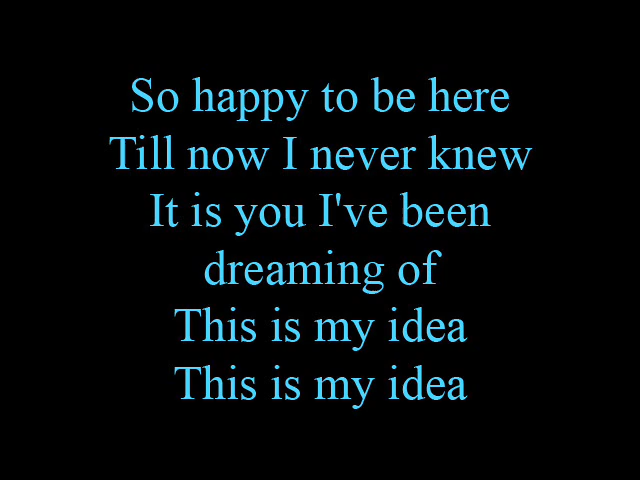 So happy to be here
Till now I never knew
It is you I've been
dreaming of
This is my idea
This is my idea